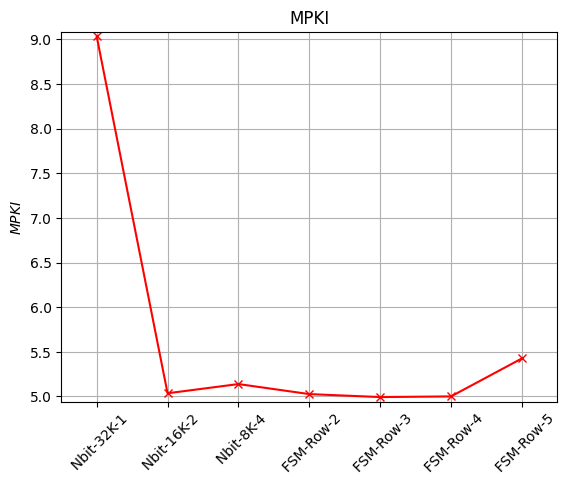 MPKI
9.0
8.5
8.0
7.5
7.0
6.5
6.0
5.5
5.0
MPKI
Nbit-32K-1
Nbit-16K-2
Nbit-8K-4
FSM-Row-2
FSM-Row-3
FSM-Row-4
FSM-Row-5